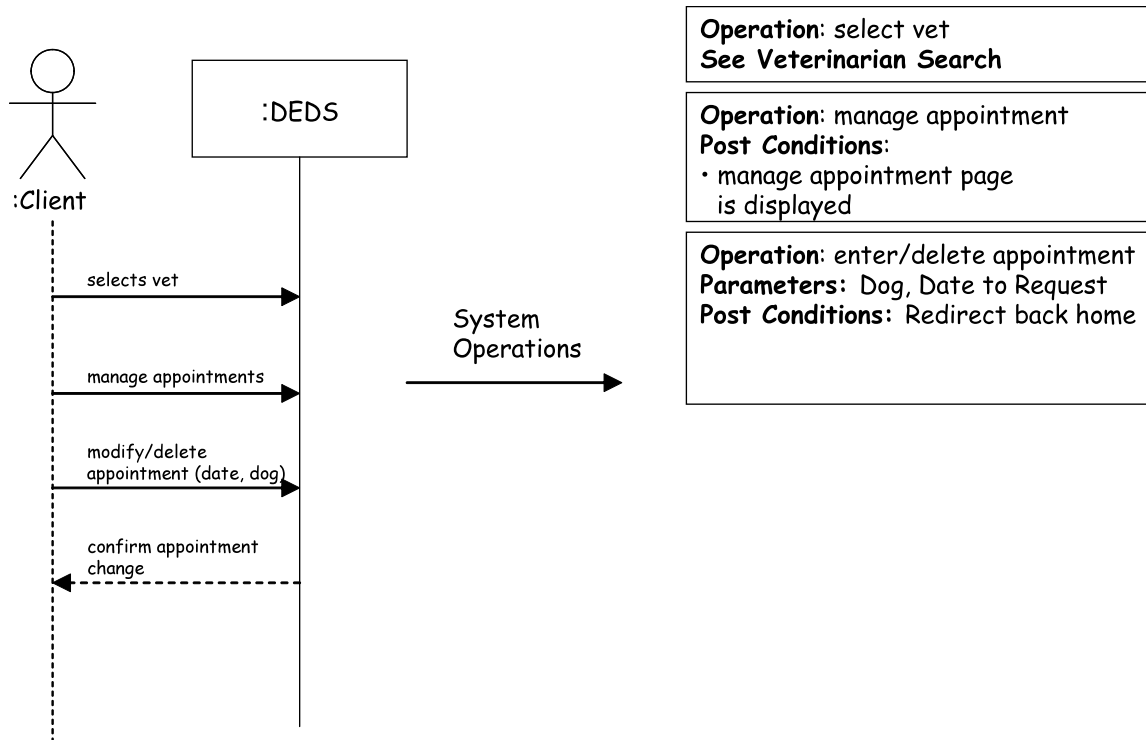 :Client
:DEDS
selects vet
manage appointments
modify/delete
appointment (date, dog)
confirm appointment
change
System
Operations
Operation: select vet
See Veterinarian Search
Operation: manage appointment
Post Conditions:
• manage appointment page
is displayed
Operation: enter/delete appointment
Parameters: Dog, Date to Request
Post Conditions: Redirect back home